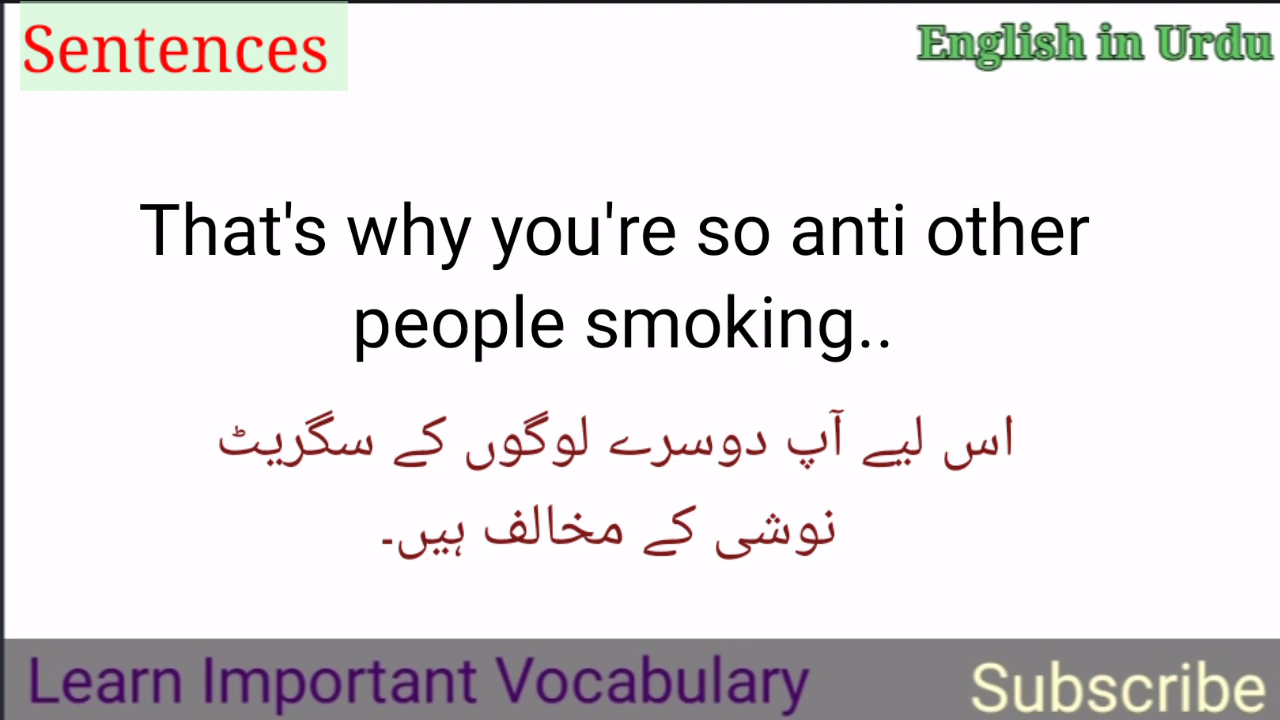 Sentences
English in Urdu
That's why you're so anti other
people smoking..
اس لیے آپ دوسرے لوگوں کے سگریٹ
نوشی کے مخالف ہیں۔
Learn Important Vocabulary
Subscribe